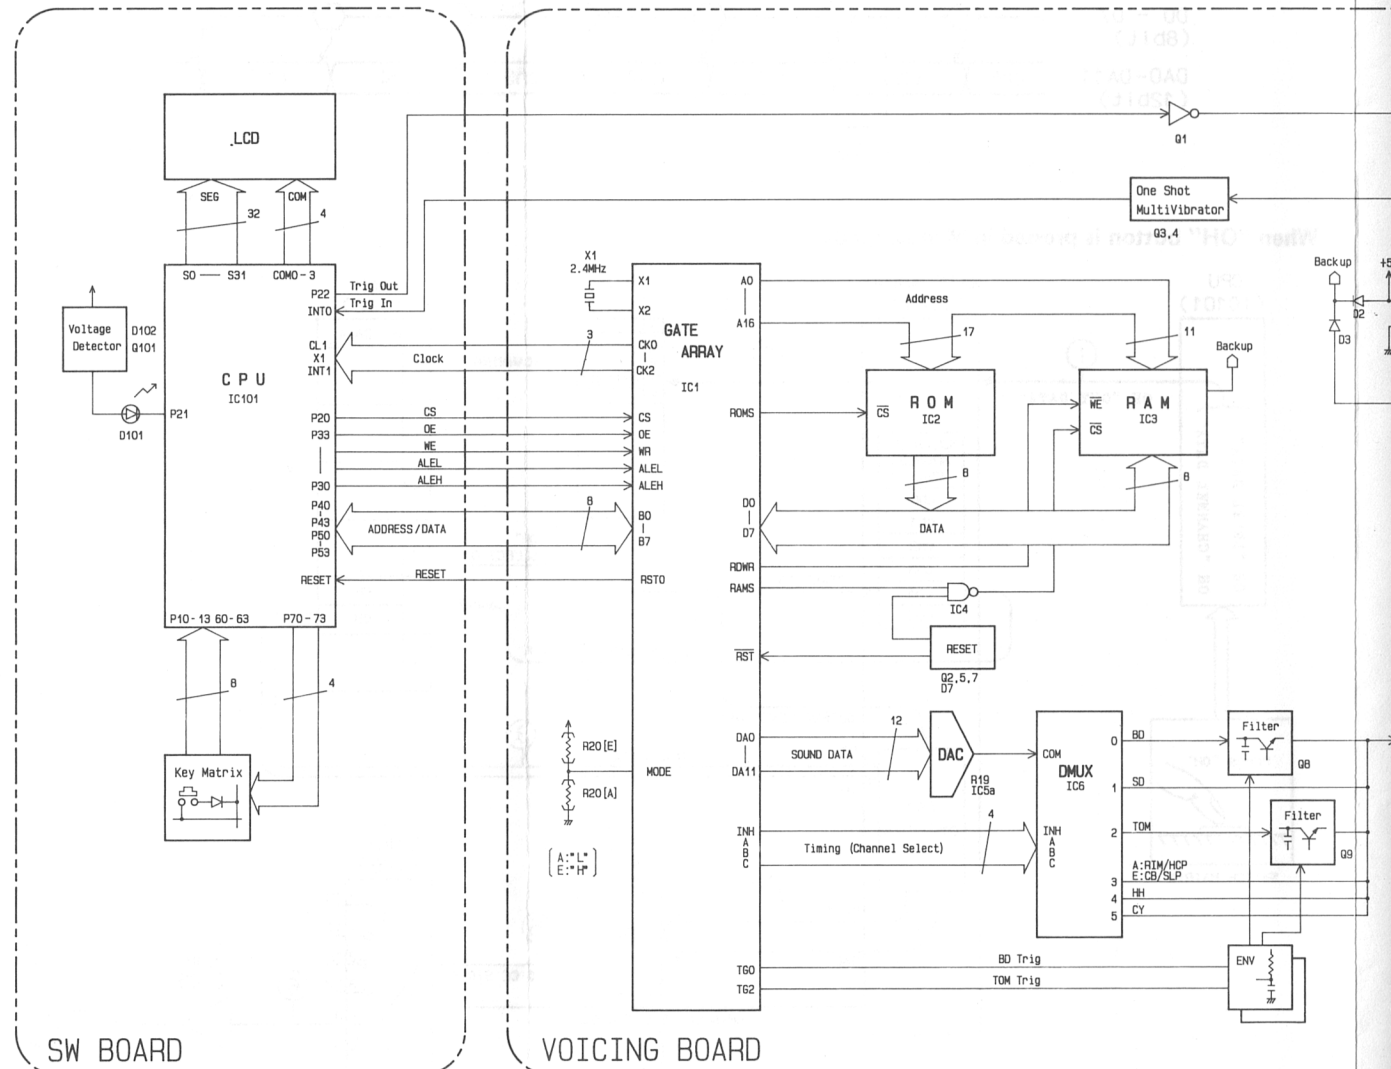 LCD
SEG
COM
32
4
S0 — S31
COM0-3
Voltage
Detector
D102
Q101
D101
P21
CPU
IC101
P22
INT0
CL1
X1
INT1
P20
P33
P30
P40
P43
P50
P53
RESET
P10-13 60-63
P70-73
8
4
Key Matrix
SW BOARD
Trig Out
Trig In
Clock
3
CS
OE
WE
ALEL
ALEH
ADDRESS/DATA
8
RESET
X1
2.4MHz
R20[E]
R20[A]
A:"L"
E:"H"
X1
X2
GATE
ARRAY
IC1
CK0
CK2
CS
OE
WR
ALEL
ALEH
B0
B7
RST0
MODE
A0
A16
ROMS
D0
D7
RDWR
RAMS
RST
DA0
DA11
INH
A
B
C
TG0
TG2
Q1
One Shot
MultiVibrator
Q3,4
Backup
+5
D2
D3
Address
17
11
Backup
ROM
IC2
CS
RAM
IC3
WE
CS
8
8
DATA
IC4
RESET
Q2,5,7
D7
SOUND DATA
12
DAC
R19
IC5a
Timing (Channel Select)
4
COM
DMUX
IC6
INH
A
B
C
0
1
2
3
4
5
BD
SD
TOM
A:RIM/HCP
E:CB/SLP
HH
CY
Filter
Q8
Filter
Q9
BD Trig
TOM Trig
ENV
VOICING BOARD